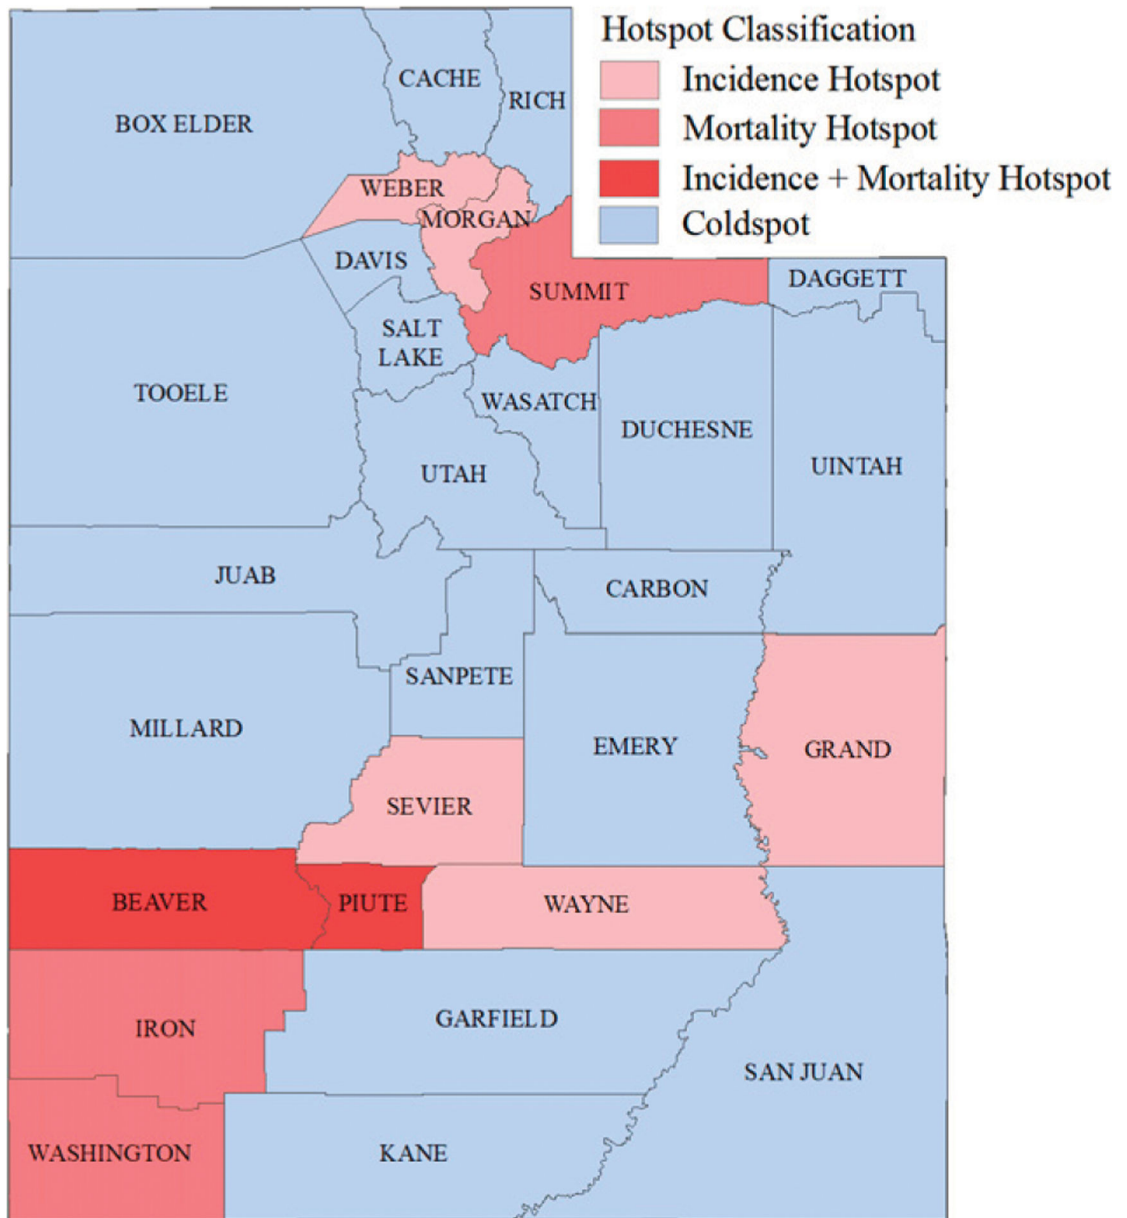 Hotspot Classification
Incidence Hotspot
Mortality Hotspot
Incidence + Mortality Hotspot
Coldspot
CACHE
RICH
BOX ELDER
WEBER
MORGAN
DAVIS
SUMMIT
DAGGETT
SALT
LAKE
TOOELE
WASATCH
DUCHESNE
UTAH
UINTAH
JUAB
CARBON
SANPETE
MILLARD
EMERY
GRAND
SEVIER
BEAVER
PIUTE
WAYNE
IRON
GARFIELD
SAN JUAN
WASHINGTON
KANE